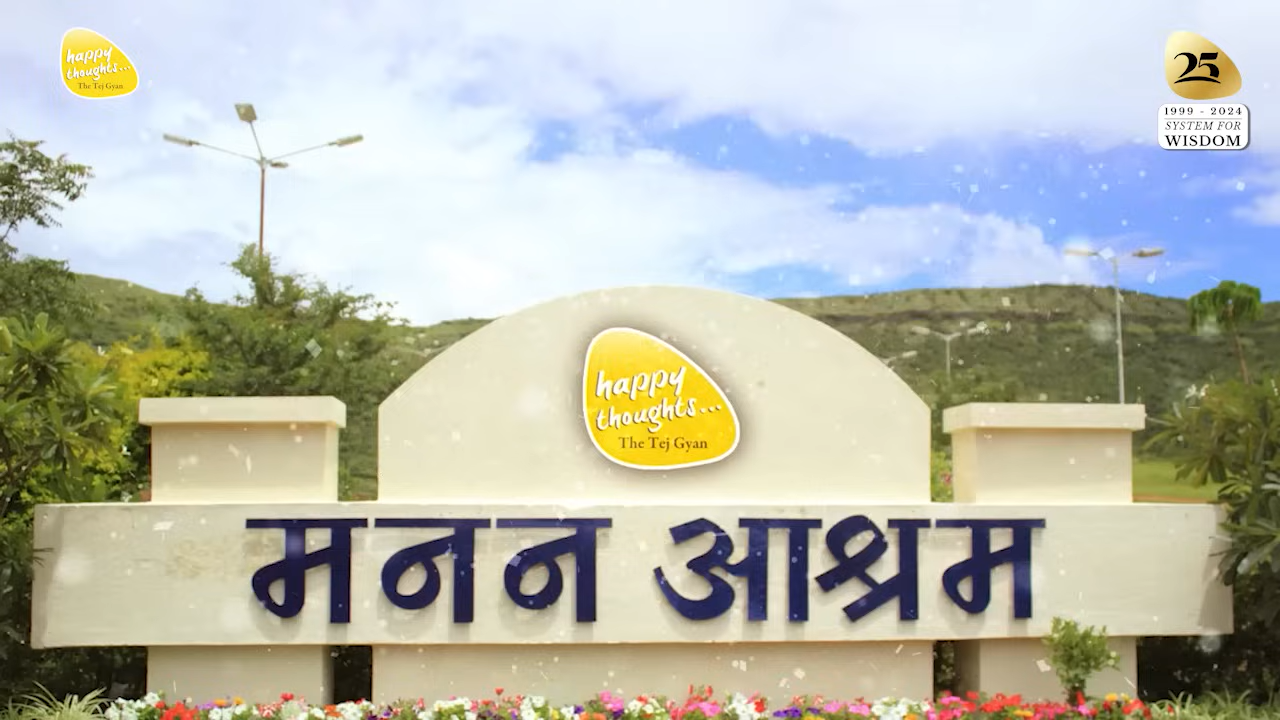 happy
thoughts...
The Tej Gyan
25
1999 - 2024
SYSTEM FOR
WISDOM
happy
thoughts...
The Tej Gyan
मनन आश्रम